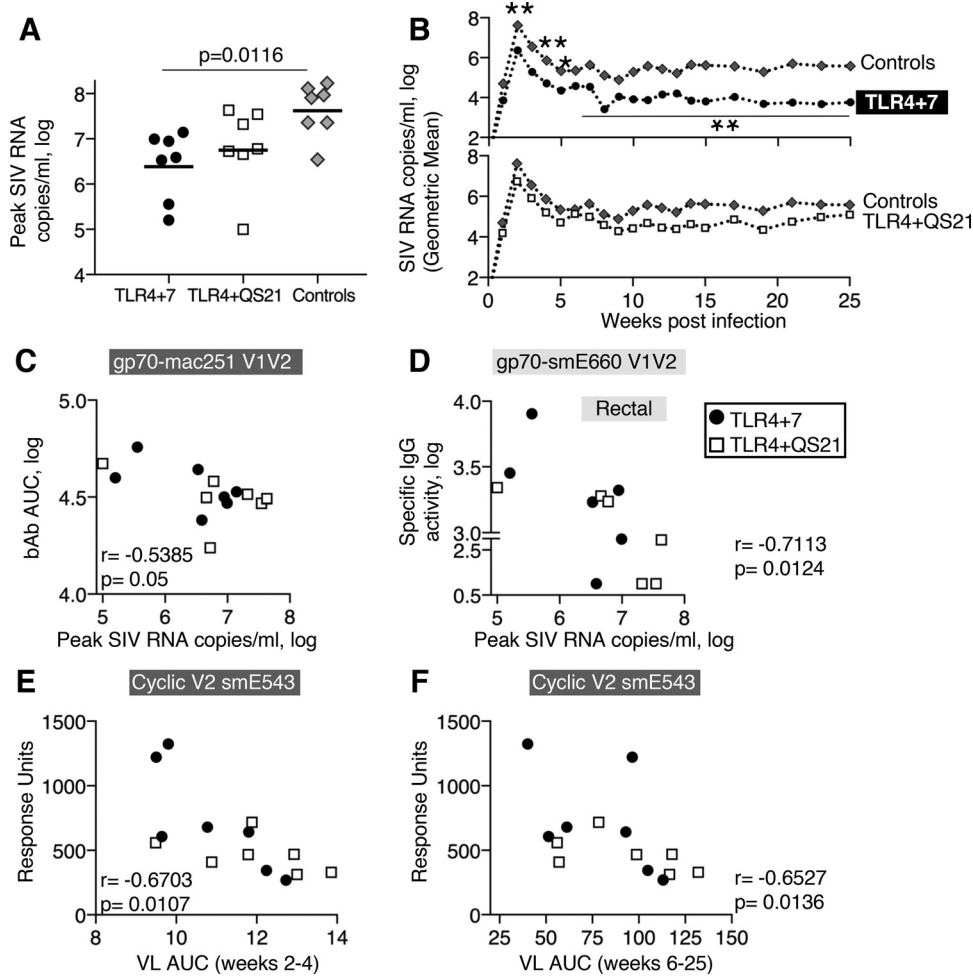 A
p=0.0116
Peak SIV RNA
copies/ml, log
8
7
6
5
4
TLR4+7
TLR4+QS21
Controls
B
SIV RNA copies/ml, log
(Geometric Mean)
**
**
*
8
6
4
2
Controls
TLR4+7
**
8
6
4
2
Controls
TLR4+QS21
0 5 10 15 20 25
Weeks post infection
C
gp70-mac251 V1V2
bAb AUC, log
5.0
4.5
4.0
r= -0.5385
p= 0.05
5 6 7 8
Peak SIV RNA copies/ml, log
D
gp70-smE660 V1V2
Rectal
Specific IgG
activity, log
4.0
3.5
3.0
2.5
0.5
5 6 7 8
Peak SIV RNA copies/ml, log
TLR4+7
TLR4+QS21
r= -0.7113
p= 0.0124
E
Cyclic V2 smE543
Response Units
1500
1000
500
0
r= -0.6703
p= 0.0107
8 10 12 14
VL AUC (weeks 2-4)
F
Cyclic V2 smE543
Response Units
1500
1000
500
0
25 50 75 100 125 150
VL AUC (weeks 6-25)
r= -0.6527
p= 0.0136